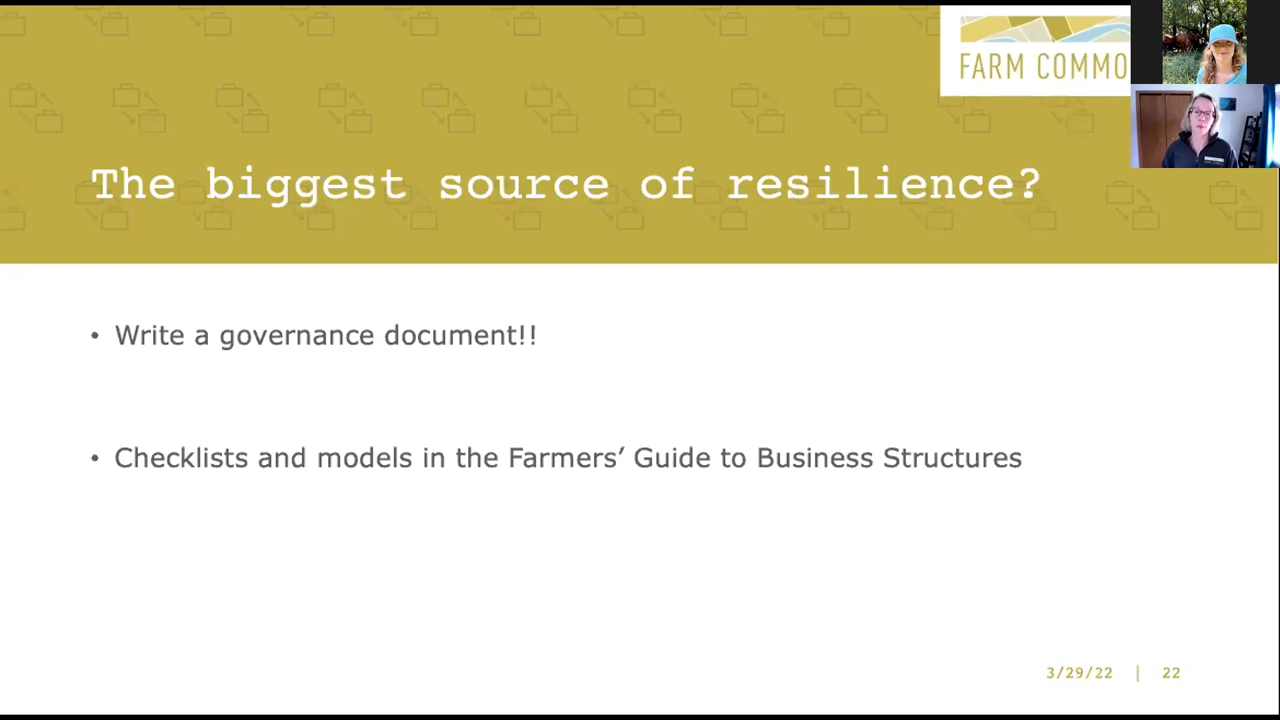 FARM COMMO
The biggest source of resilience?
• Write a governance document!!
• Checklists and models in the Farmers’ Guide to Business Structures
3/29/22 | 22